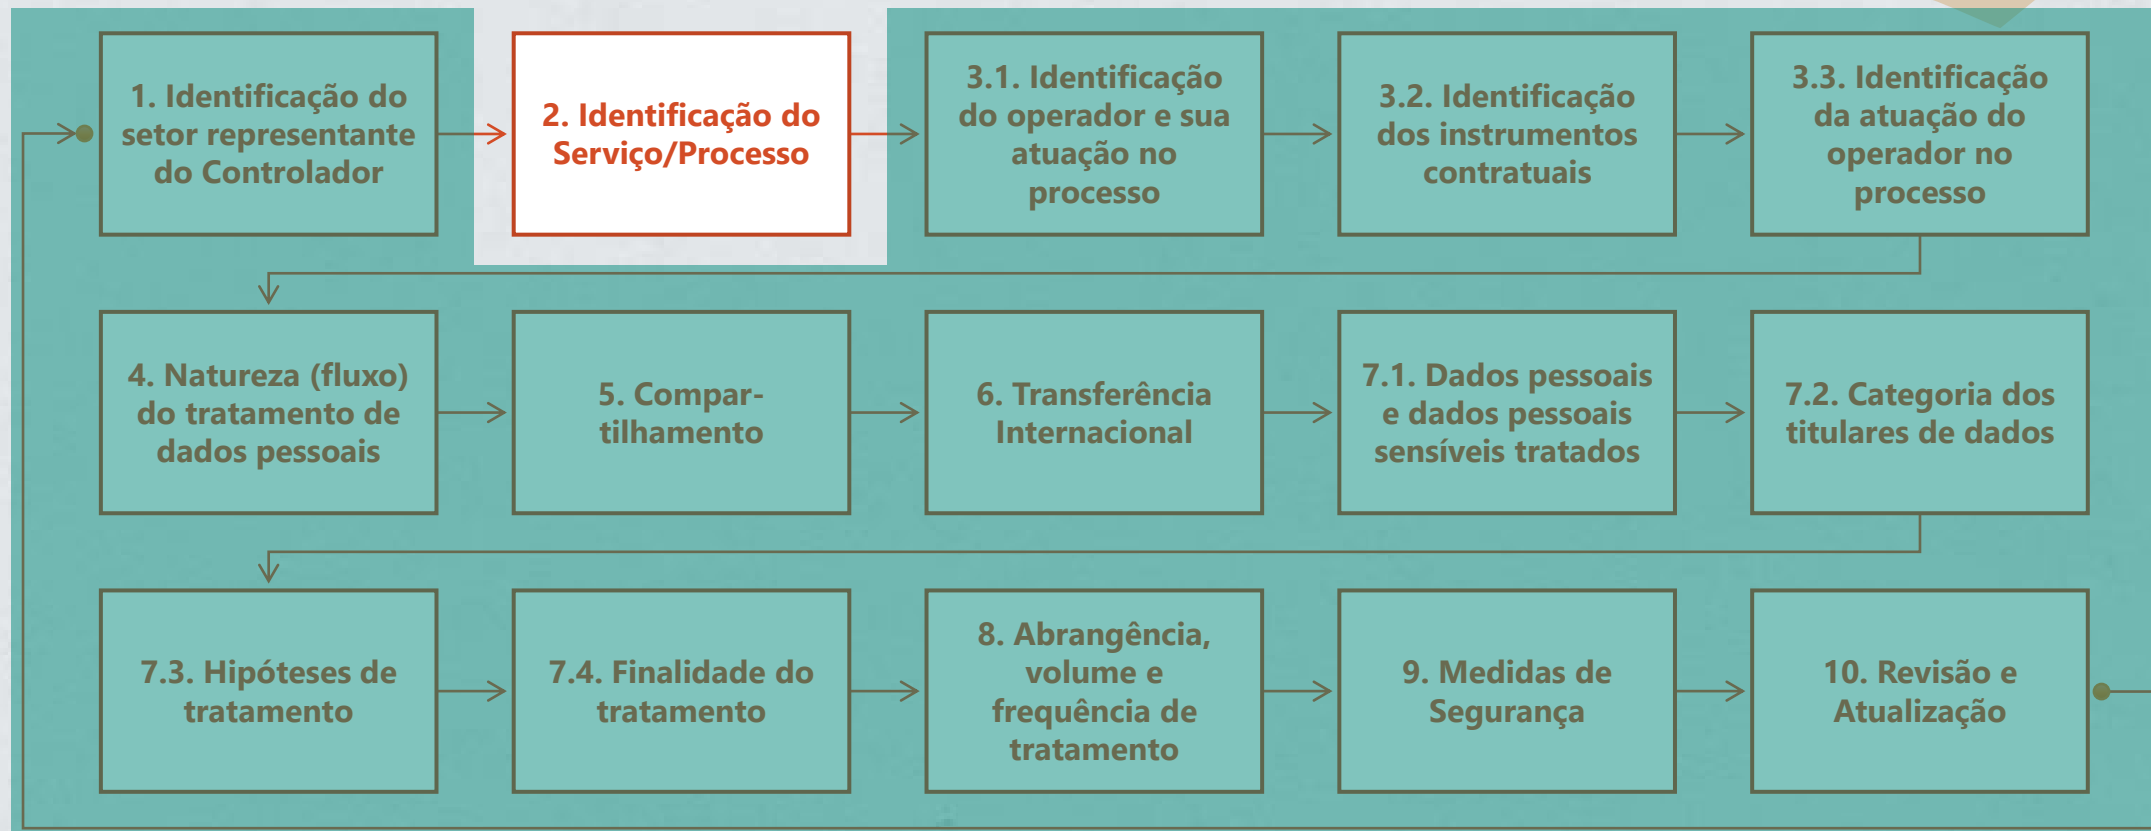 1. Identificação do
setor representante
do Controlador
2. Identificação do
Serviço/Processo
3.1. Identificação
do operador e sua
atuação no
processo
3.2. Identificação
dos instrumentos
contratuais
3.3. Identificação
da atuação do
operador no
processo
4. Natureza (fluxo)
do tratamento de
dados pessoais
5. Compar-
tilhamento
6. Transferência
Internacional
7.1. Dados pessoais
e dados pessoais
sensíveis tratados
7.2. Categoria dos
titulares de dados
7.3. Hipóteses de
tratamento
7.4. Finalidade do
tratamento
8. Abrangência,
volume e
frequência de
tratamento
9. Medidas de
Segurança
10. Revisão e
Atualização